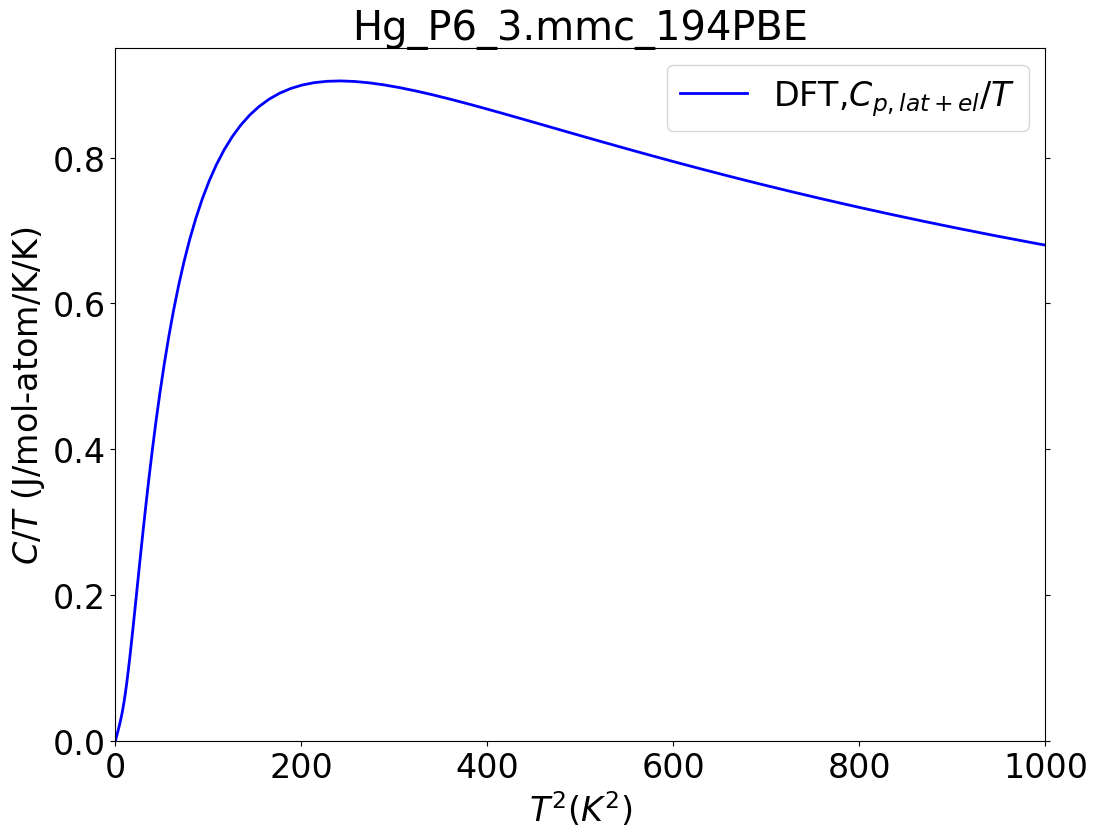 Hg_P6_3.mmc_194PBE
DFT,C_{p, lat+el}/T
C/T (J/mol-atom/K/K)
0.8
0.6
0.4
0.2
0.0
0 200 400 600 800 1000
T^2(K^2)